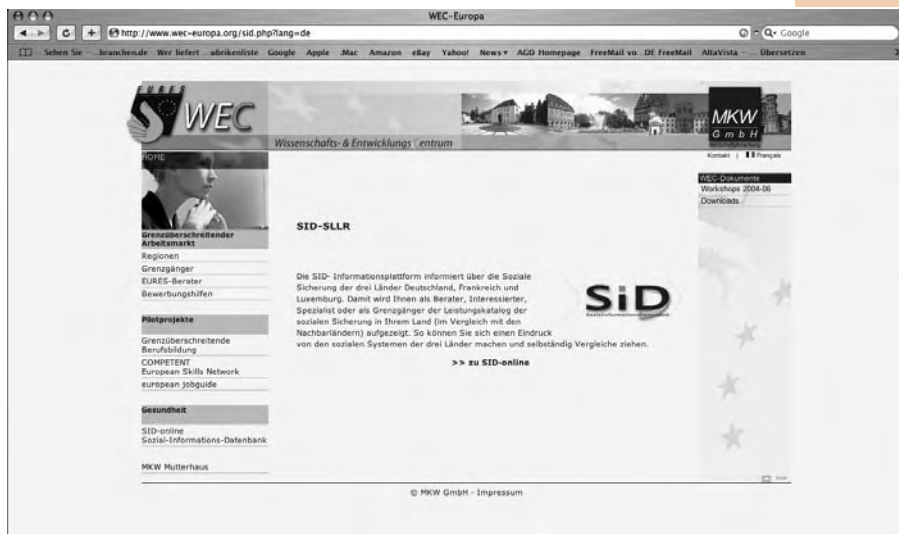 WEC-Europa
http://www.wec-europa.org/sid.php?lang=de
Google
Sehen Sie - ...branchen.de Wer liefert ...ubrikenliste Google Apple .Mac Amazon eBay Yahoo! News AGD Homepage FreeMail vo...DE FreeMail AltaVista - ... Übersetzen
EURES
WEC
Wissenschafts- & Entwicklungs Centrum
MKW
GmbH
Kontakt | Français
HOME
WEC-Dokumente
Workshops 2004-06
Downloads
Grenzüberschreitender
Arbeitsmarkt
Regionen
Grenzgänger
EURES-Berater
Bewerbungshilfen
Pilotprojekte
Grenzüberschreitende
Berufsbildung
COMPETENT
European Skills Network
european jobguide
Gesundheit
SID-online
Sozial-Informations-Datenbank
MKW Mutterhaus
SID-SLLR
Die SID- Informationsplattform informiert über die Soziale
Sicherung der drei Länder Deutschland, Frankreich und
Luxemburg. Damit wird Ihnen als Berater, Interessierter,
Spezialist oder als Grenzgänger der Leistungskatalog der
sozialen Sicherung in Ihrem Land (im Vergleich mit den
Nachbarländern) aufgezeigt. So können Sie sich einen Eindruck
von den sozialen Systemen der drei Länder machen und selbständig Vergleiche ziehen.
SiD
>> zu SID-online
© MKW GmbH - Impressum